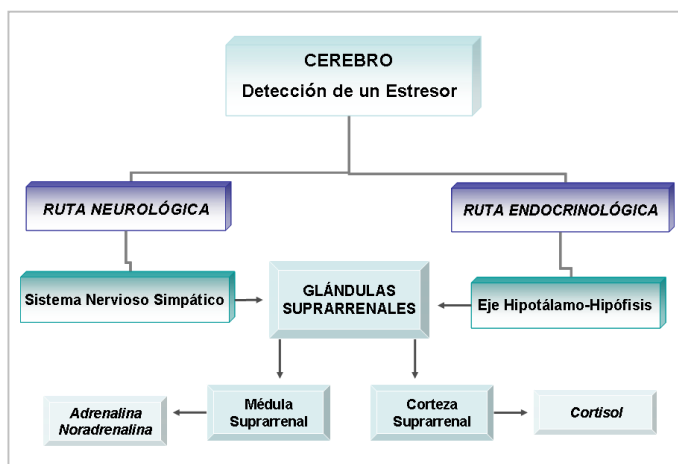 CEREBRO
Detección de un Estresor
RUTA NEUROLÓGICA
RUTA ENDOCRINOLÓGICA
Sistema Nervioso Simpático
GLÁNDULAS
SUPRARRENALES
Eje Hipotálamo-Hipófisis
Adrenalina
Noradrenalina
Médula
Suprarrenal
Corteza
Suprarrenal
Cortisol